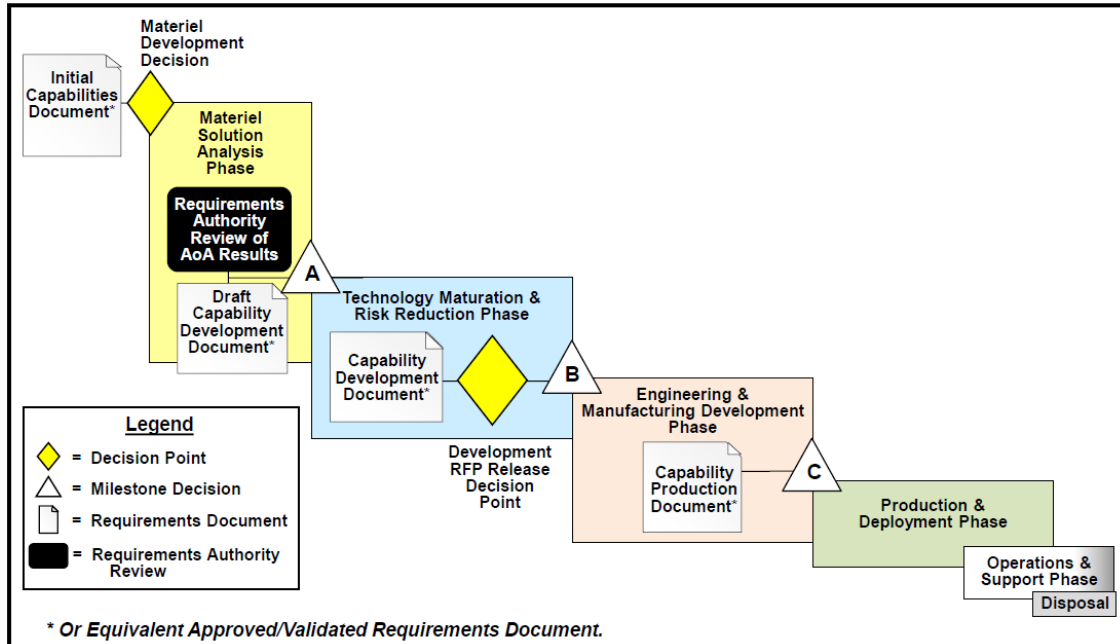 Materiel
Development
Decision
Initial
Capabilities
Document*
Materiel
Solution
Analysis
Phase
Requirements
Authority
Review of
AoA Results
A
Draft
Capability
Development
Document*
Technology Maturation &
Risk Reduction Phase
Capability
Development
Document*
B
Development
RFP Release
Decision
Point
Engineering &
Manufacturing Development
Phase
Capability
Production
Document*
C
Production &
Deployment Phase
Operations &
Support Phase
Disposal
Legend
= Decision Point
= Milestone Decision
= Requirements Document
= Requirements Authority
Review
* Or Equivalent Approved/Validated Requirements Document.